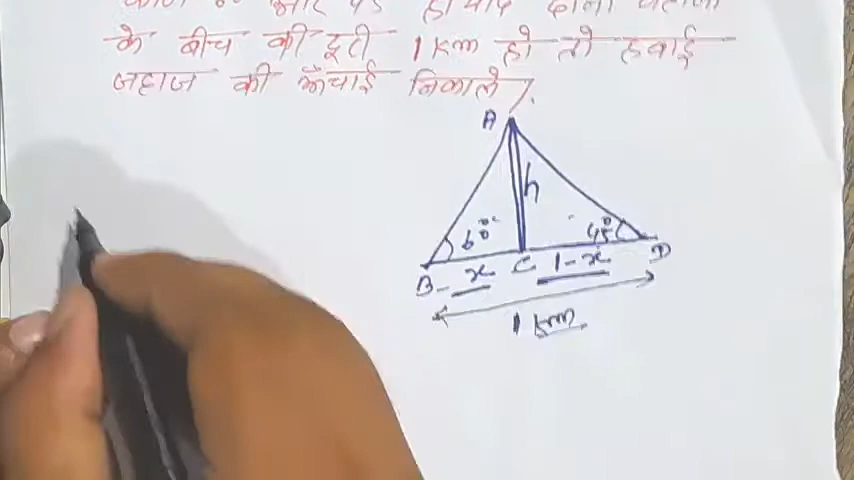 के बीच की दूरी 1 Km हो तो हवाई
जहाज की ऊँचाई निकाले ।.
A
h
60°
45°
B
x
C
1-x
D
1 Km